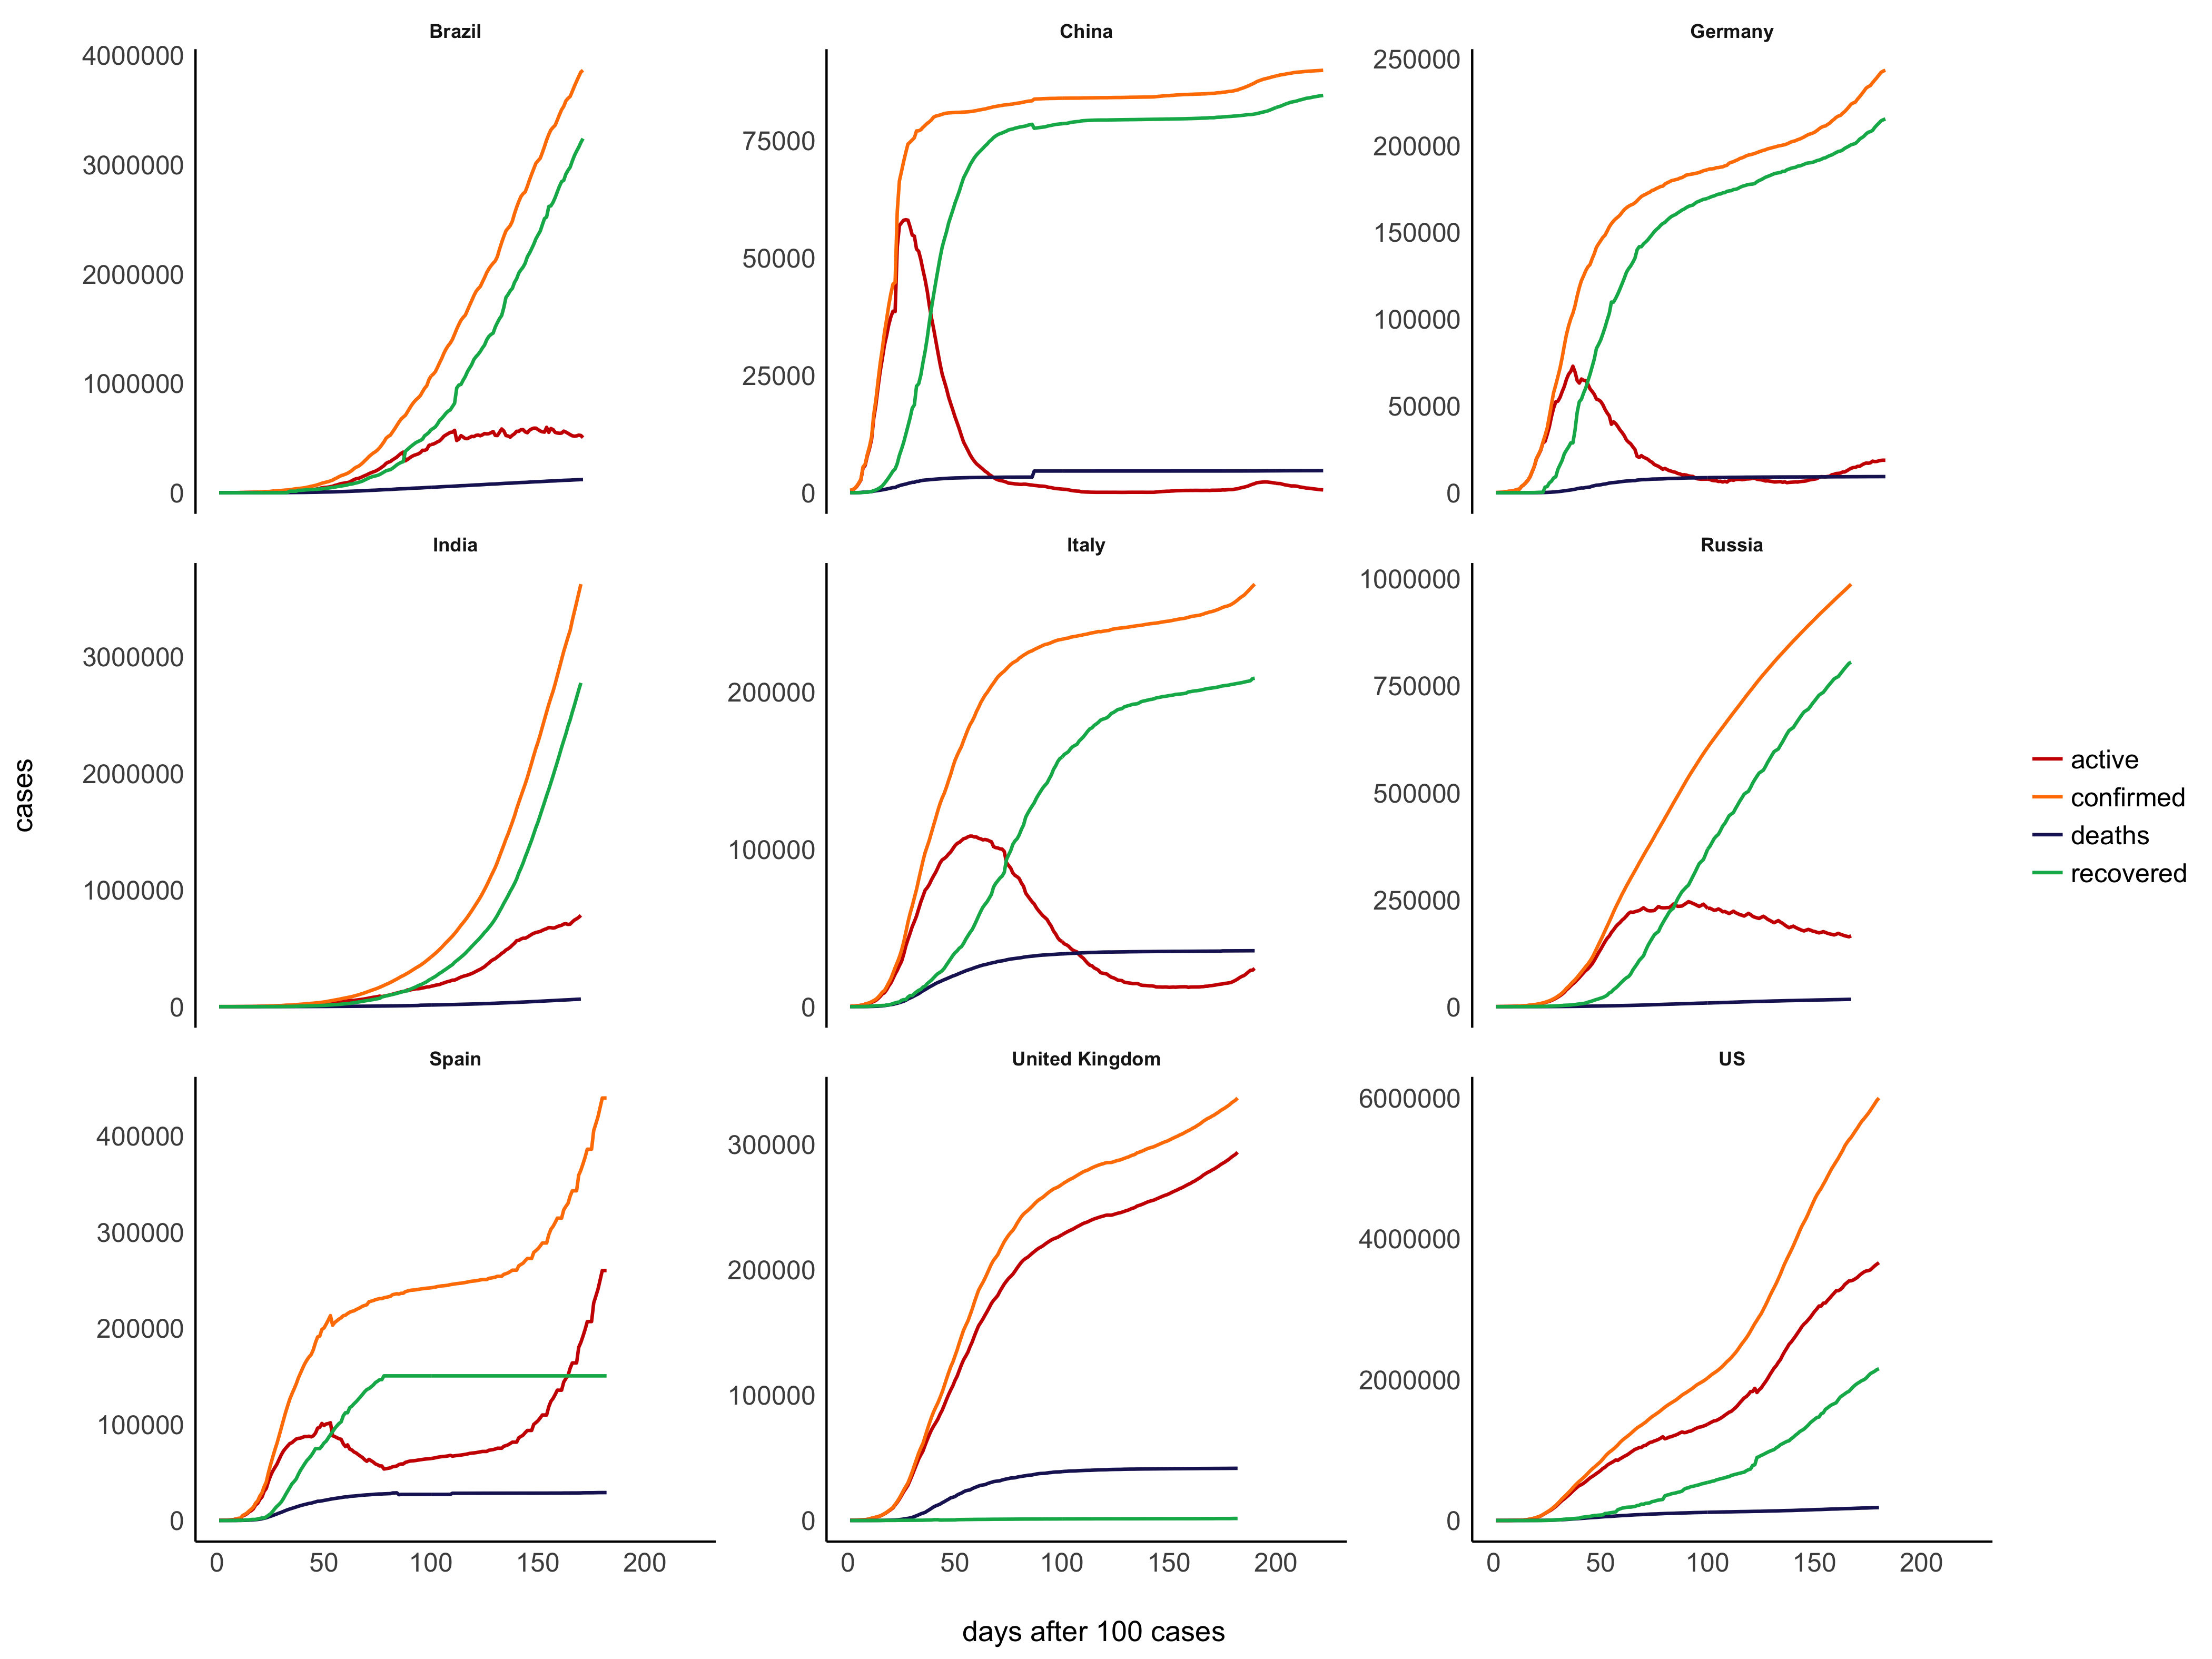 Brazil
China
Germany
4000000
3000000
2000000
1000000
0
75000
50000
25000
0
250000
200000
150000
100000
50000
0
India
Italy
Russia
3000000
2000000
1000000
0
200000
100000
0
1000000
750000
500000
250000
0
cases
active
confirmed
deaths
recovered
Spain
United Kingdom
US
400000
300000
200000
100000
0
300000
200000
100000
0
6000000
4000000
2000000
0
0 50 100 150 200
0 50 100 150 200
0 50 100 150 200
days after 100 cases